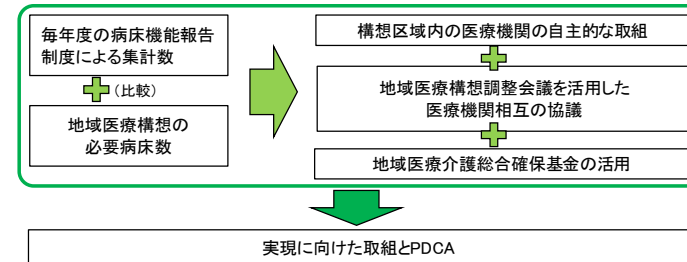 毎年度の病床機能報告
制度による集計数
（比較）
地域医療構想の
必要病床数
構想区域内の医療機関の自主的な取組
地域医療構想調整会議を活用した
医療機関相互の協議
地域医療介護総合確保基金の活用
実現に向けた取組とPDCA